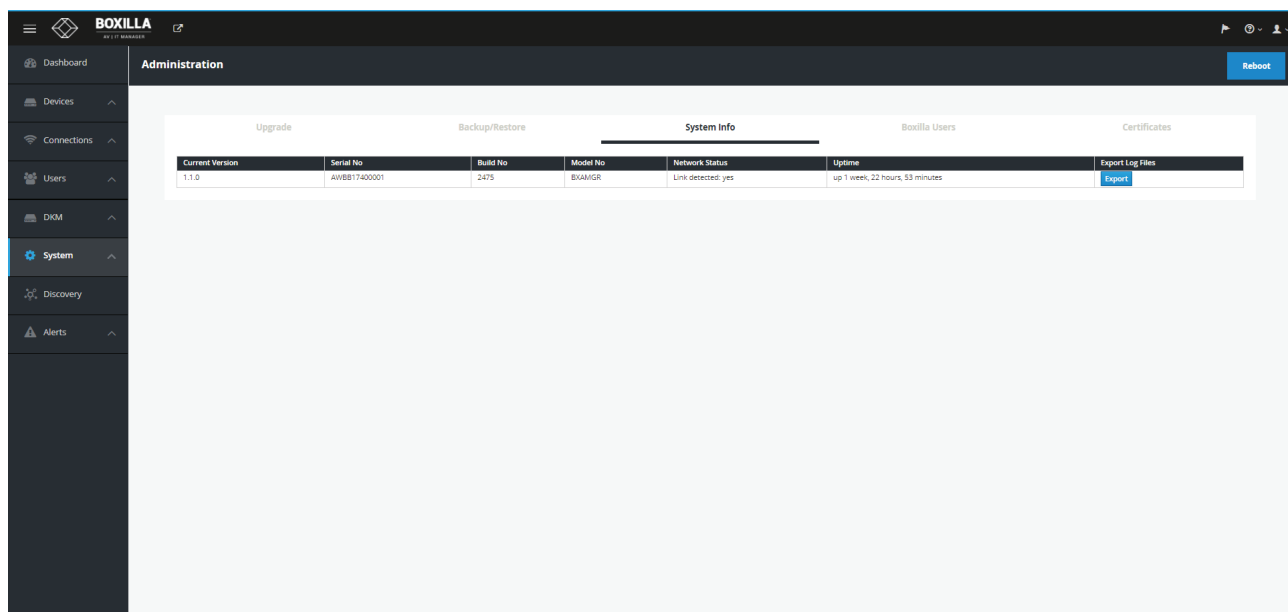 BOXILLA
AV | IT MANAGER
Dashboard
Administration
Reboot
Devices
Connections
Users
DKM
System
Discovery
Alerts
Upgrade Backup/Restore System Info Boxilla Users Certificates
Current Version Serial No Build No Model No Network Status Uptime Export Log Files
1.1.0 AWBB17400001 2475 BXAMGR Link detected: yes up 1 week, 22 hours, 53 minutes Export